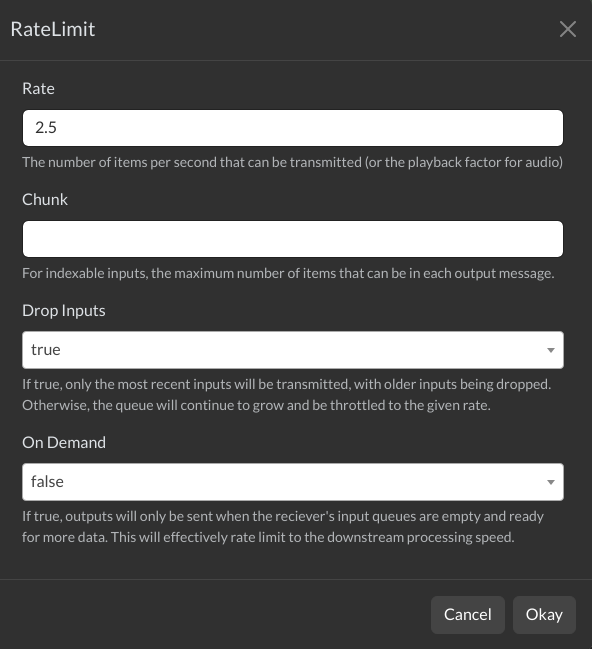 RateLimit
Rate
2.5
The number of items per second that can be transmitted (or the playback factor for audio)
Chunk
For indexable inputs, the maximum number of items that can be in each output message.
Drop Inputs
true
If true, only the most recent inputs will be transmitted, with older inputs being dropped.
Otherwise, the queue will continue to grow and be throttled to the given rate.
On Demand
false
If true, outputs will only be sent when the reciever's input queues are empty and ready
for more data. This will effectively rate limit to the downstream processing speed.
Cancel Okay